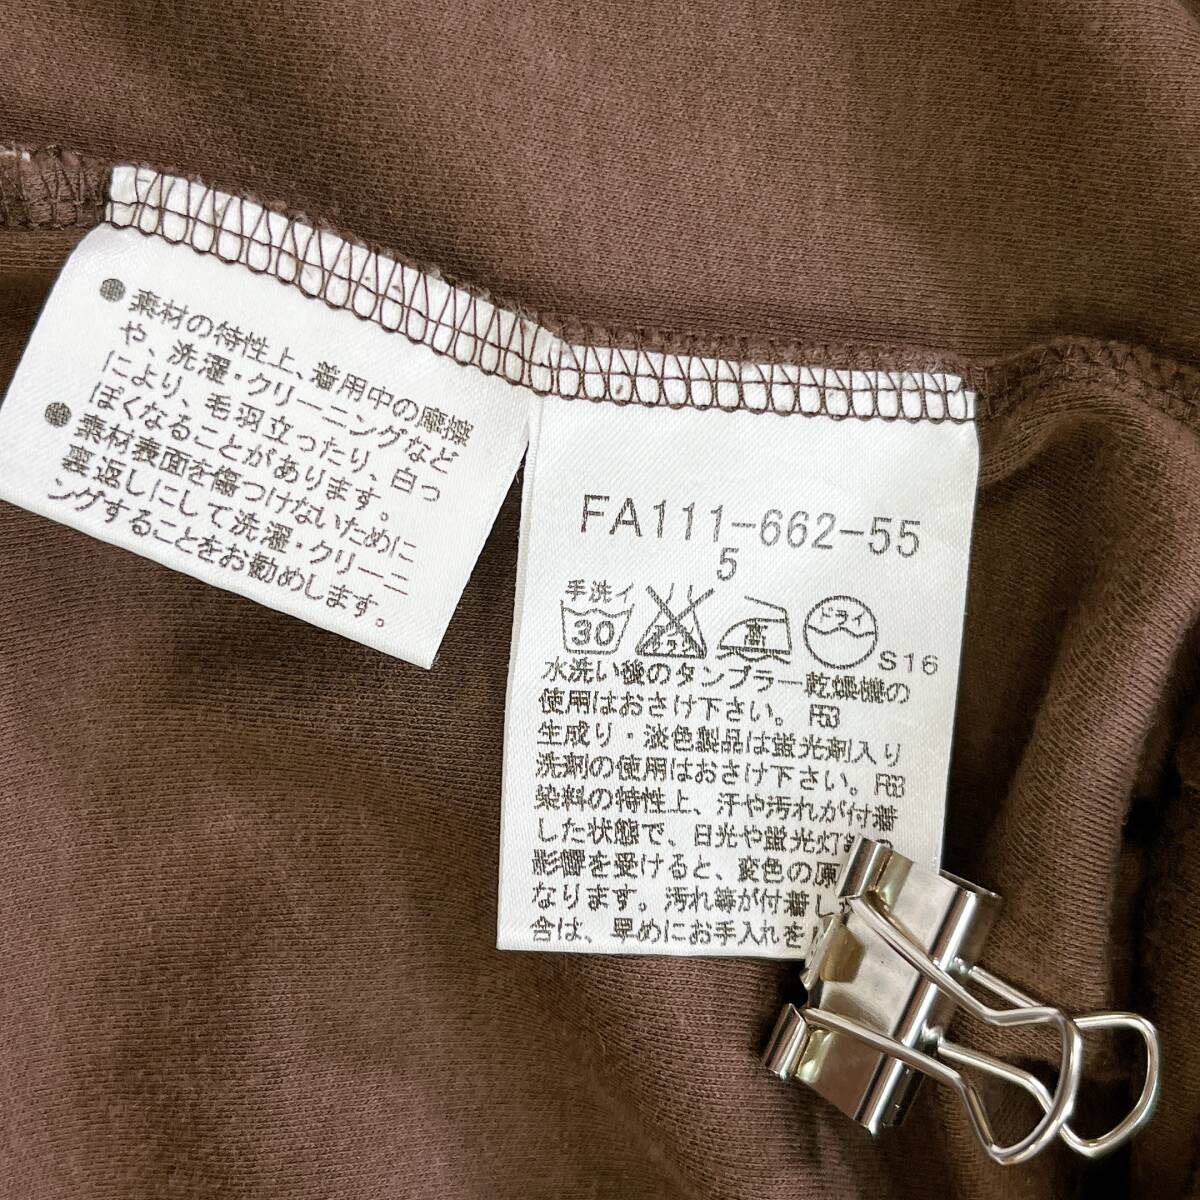 ● 素材の特性上、着用中の摩擦
や、洗濯・クリーニングなど
により、毛羽立ったり、白っ
ぽくなることがあります。
● 素材表面を傷つけないために
裏返しにして洗濯・クリーニ
ングすることをお勧めします。
FA111-662-55
5
手洗イ
30
高
ドライ
S16
水洗い後のタンブラー乾燥機の
使用はおさけ下さい。
生成り・淡色製品は蛍光剤入り
洗剤の使用はおさけ下さい。
染料の特性上、汗や汚れが付着
した状態で、日光や蛍光灯
影響を受けると、変色の原
なります。汚れ等が付着し
合は、早めにお手入れを